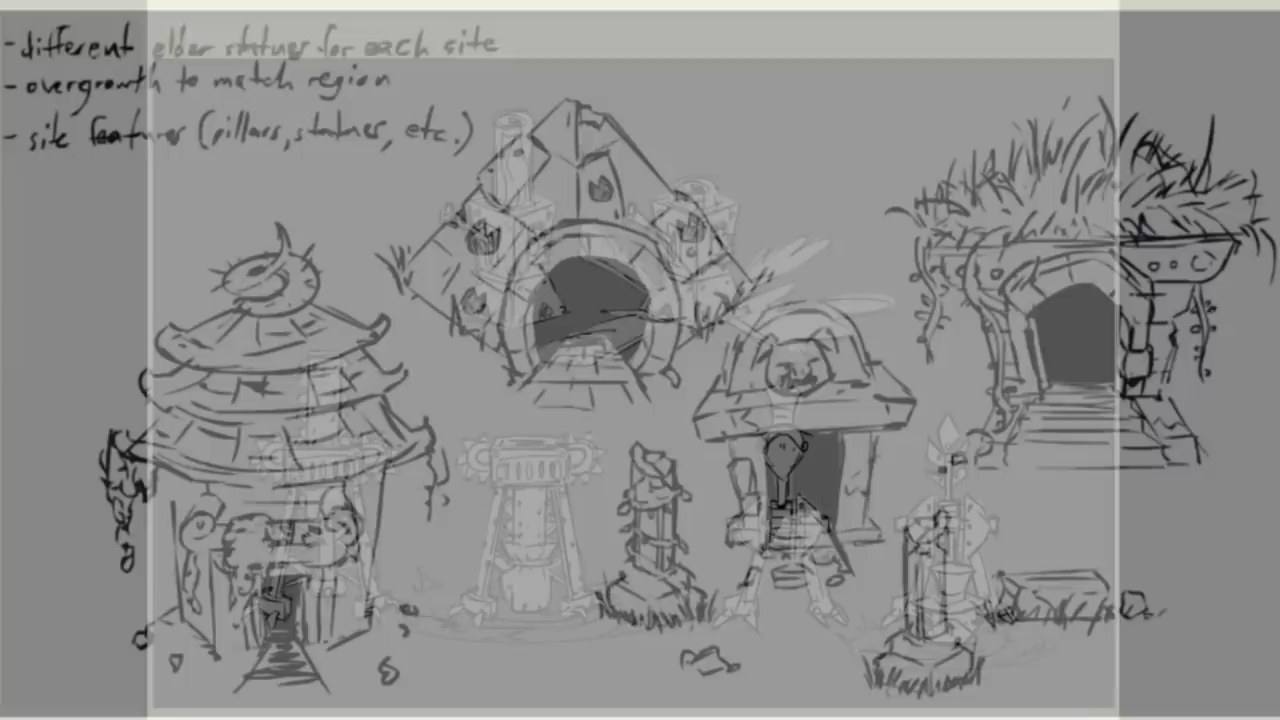 - different elder statues for each site
- overgrowth to match region
- site features (pillars, statues, etc.)